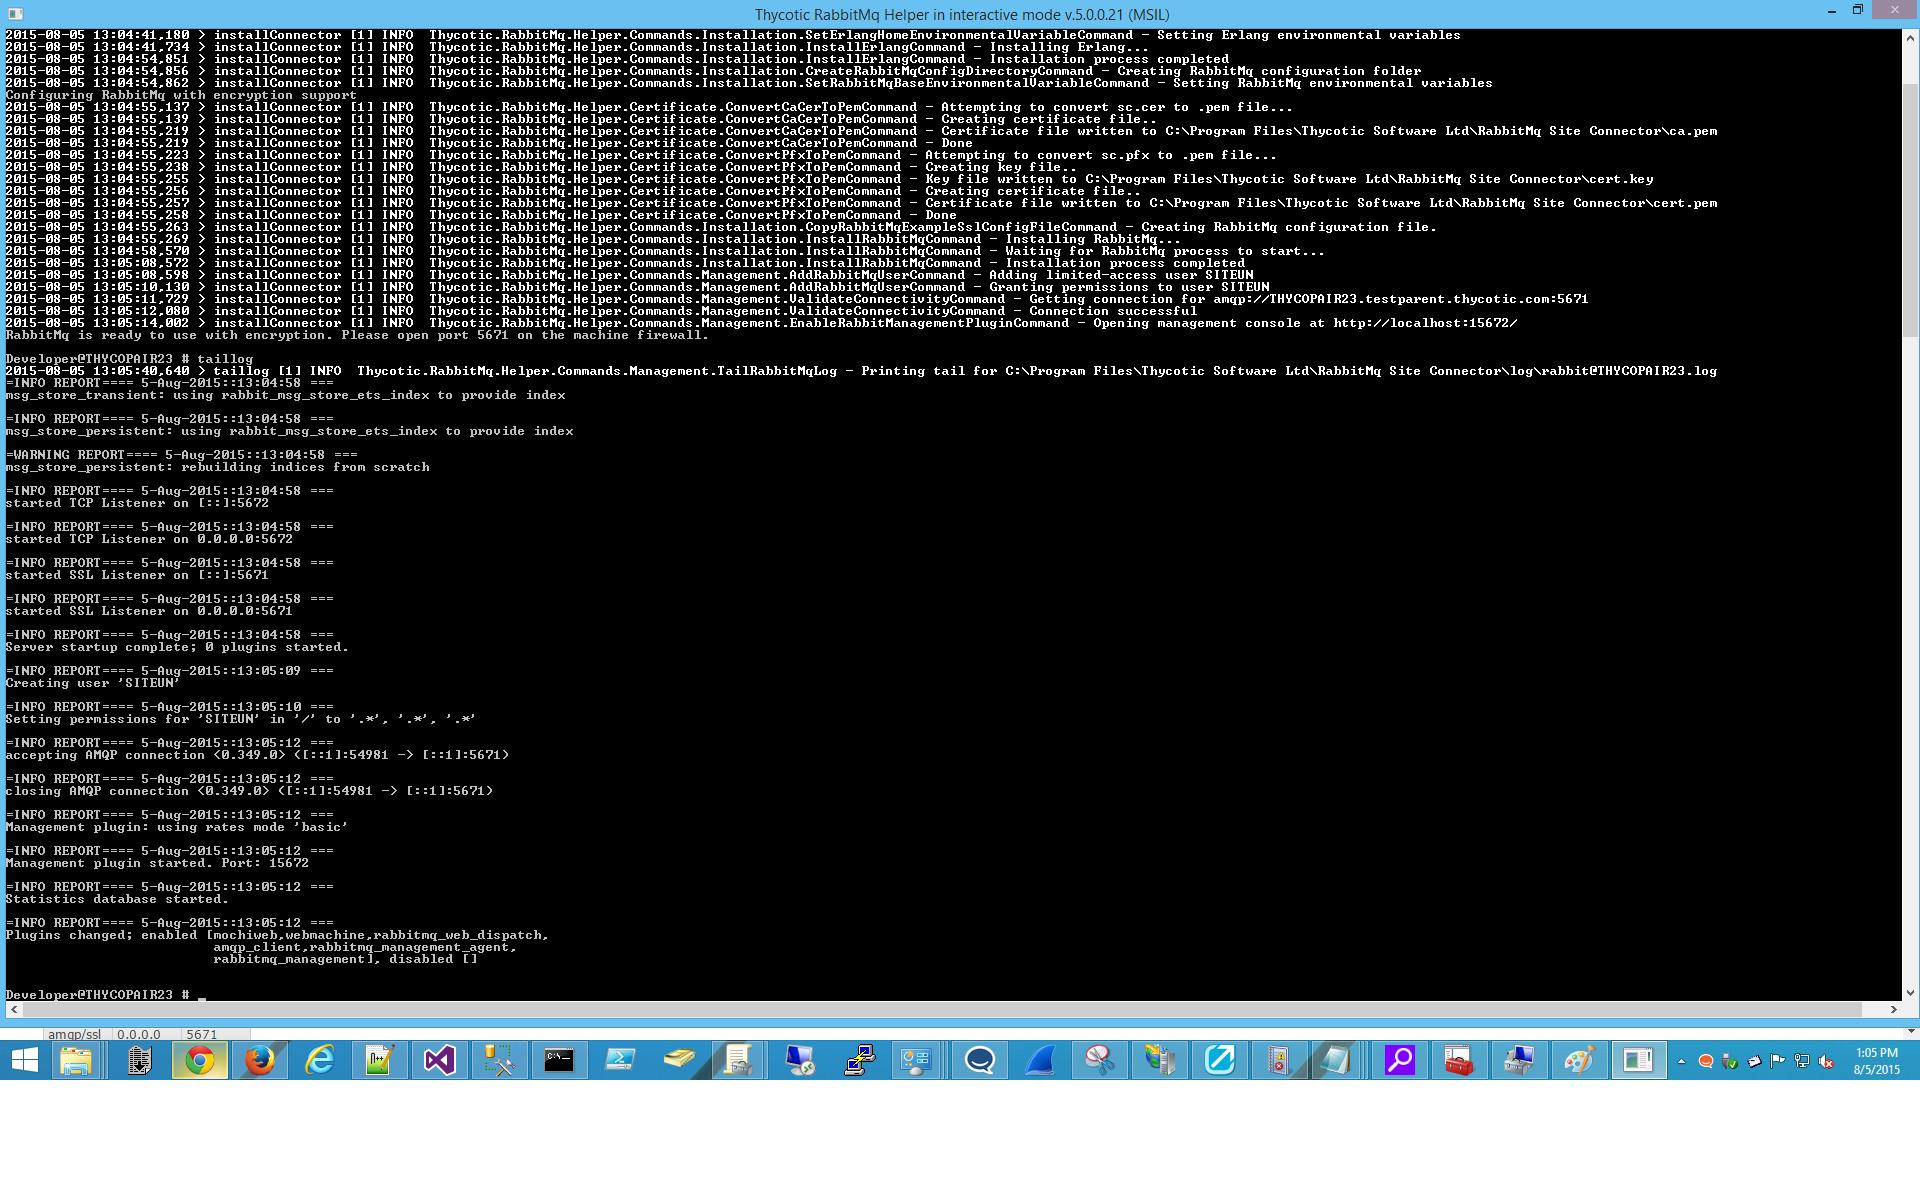 Thycotic RabbitMq Helper in interactive mode v.5.0.0.21 (MSIL)
2015-08-05 13:04:41,180 > installConnector [1] INFO  Thycotic.RabbitMq.Helper.Commands.Installation.SetErlangHomeEnvironmentalVariableCommand - Setting Erlang environmental variables
2015-08-05 13:04:41,734 > installConnector [1] INFO  Thycotic.RabbitMq.Helper.Commands.Installation.InstallErlangCommand - Installing Erlang...
2015-08-05 13:04:54,851 > installConnector [1] INFO  Thycotic.RabbitMq.Helper.Commands.Installation.InstallErlangCommand - Installation process completed
2015-08-05 13:04:54,856 > installConnector [1] INFO  Thycotic.RabbitMq.Helper.Commands.Installation.CreateRabbitMqConfigDirectoryCommand - Creating RabbitMq configuration folder
2015-08-05 13:04:54,862 > installConnector [1] INFO  Thycotic.RabbitMq.Helper.Commands.Installation.SetRabbitMqBaseEnvironmentalVariableCommand - Setting RabbitMq environmental variables
Configuring RabbitMq with encryption support
2015-08-05 13:04:55,137 > installConnector [1] INFO  Thycotic.RabbitMq.Helper.Certificate.ConvertCaCerToPemCommand - Attempting to convert sc.cer to .pem file...
2015-08-05 13:04:55,139 > installConnector [1] INFO  Thycotic.RabbitMq.Helper.Certificate.ConvertCaCerToPemCommand - Creating certificate file..
2015-08-05 13:04:55,219 > installConnector [1] INFO  Thycotic.RabbitMq.Helper.Certificate.ConvertCaCerToPemCommand - Certificate file written to C:\Program Files\Thycotic Software Ltd\RabbitMq Site Connector\ca.pem
2015-08-05 13:04:55,219 > installConnector [1] INFO  Thycotic.RabbitMq.Helper.Certificate.ConvertCaCerToPemCommand - Done
2015-08-05 13:04:55,223 > installConnector [1] INFO  Thycotic.RabbitMq.Helper.Certificate.ConvertPfxToPemCommand - Attempting to convert sc.pfx to .pem file...
2015-08-05 13:04:55,238 > installConnector [1] INFO  Thycotic.RabbitMq.Helper.Certificate.ConvertPfxToPemCommand - Creating key file..
2015-08-05 13:04:55,255 > installConnector [1] INFO  Thycotic.RabbitMq.Helper.Certificate.ConvertPfxToPemCommand - Key file written to C:\Program Files\Thycotic Software Ltd\RabbitMq Site Connector\cert.key
2015-08-05 13:04:55,256 > installConnector [1] INFO  Thycotic.RabbitMq.Helper.Certificate.ConvertPfxToPemCommand - Creating certificate file..
2015-08-05 13:04:55,257 > installConnector [1] INFO  Thycotic.RabbitMq.Helper.Certificate.ConvertPfxToPemCommand - Certificate file written to C:\Program Files\Thycotic Software Ltd\RabbitMq Site Connector\cert.pem
2015-08-05 13:04:55,258 > installConnector [1] INFO  Thycotic.RabbitMq.Helper.Certificate.ConvertPfxToPemCommand - Done
2015-08-05 13:04:55,263 > installConnector [1] INFO  Thycotic.RabbitMq.Helper.Commands.Installation.CopyRabbitMqExampleSslConfigFileCommand - Creating RabbitMq configuration file.
2015-08-05 13:04:55,269 > installConnector [1] INFO  Thycotic.RabbitMq.Helper.Commands.Installation.InstallRabbitMqCommand - Installing RabbitMq...
2015-08-05 13:04:58,570 > installConnector [1] INFO  Thycotic.RabbitMq.Helper.Commands.Installation.InstallRabbitMqCommand - Waiting for RabbitMq process to start...
2015-08-05 13:05:08,572 > installConnector [1] INFO  Thycotic.RabbitMq.Helper.Commands.Installation.InstallRabbitMqCommand - Installation process completed
2015-08-05 13:05:08,598 > installConnector [1] INFO  Thycotic.RabbitMq.Helper.Commands.Management.AddRabbitMqUserCommand - Adding limited-access user SITEUN
2015-08-05 13:05:10,130 > installConnector [1] INFO  Thycotic.RabbitMq.Helper.Commands.Management.AddRabbitMqUserCommand - Granting permissions to user SITEUN
2015-08-05 13:05:11,729 > installConnector [1] INFO  Thycotic.RabbitMq.Helper.Commands.Management.ValidateConnectivityCommand - Getting connection for amqp://THYCOPAIR23.testparent.thycotic.com:5671
2015-08-05 13:05:12,080 > installConnector [1] INFO  Thycotic.RabbitMq.Helper.Commands.Management.ValidateConnectivityCommand - Connection successful
2015-08-05 13:05:14,002 > installConnector [1] INFO  Thycotic.RabbitMq.Helper.Commands.Management.EnableRabbitManagementPluginCommand - Opening management console at http://localhost:15672/
RabbitMq is ready to use with encryption. Please open port 5671 on the machine firewall.
Developer@THYCOPAIR23 # taillog
2015-08-05 13:05:40,640 > taillog [1] INFO  Thycotic.RabbitMq.Helper.Commands.Management.TailRabbitMqLog - Printing tail for C:\Program Files\Thycotic Software Ltd\RabbitMq Site Connector\log\rabbit@THYCOPAIR23.log
=INFO REPORT==== 5-Aug-2015::13:04:58 ===
msg_store_transient: using rabbit_msg_store_ets_index to provide index
=INFO REPORT==== 5-Aug-2015::13:04:58 ===
msg_store_persistent: using rabbit_msg_store_ets_index to provide index
=WARNING REPORT==== 5-Aug-2015::13:04:58 ===
msg_store_persistent: rebuilding indices from scratch
=INFO REPORT==== 5-Aug-2015::13:04:58 ===
started TCP Listener on [::]:5672
=INFO REPORT==== 5-Aug-2015::13:04:58 ===
started TCP Listener on 0.0.0.0:5672
=INFO REPORT==== 5-Aug-2015::13:04:58 ===
started SSL Listener on [::]:5671
=INFO REPORT==== 5-Aug-2015::13:04:58 ===
started SSL Listener on 0.0.0.0:5671
=INFO REPORT==== 5-Aug-2015::13:04:58 ===
Server startup complete; 0 plugins started.
=INFO REPORT==== 5-Aug-2015::13:05:09 ===
Creating user 'SITEUN'
=INFO REPORT==== 5-Aug-2015::13:05:10 ===
Setting permissions for 'SITEUN' in '/' to '.*', '.*', '.*'
=INFO REPORT==== 5-Aug-2015::13:05:12 ===
accepting AMQP connection <0.349.0> ([::1]:54981 -> [::1]:5671)
=INFO REPORT==== 5-Aug-2015::13:05:12 ===
closing AMQP connection <0.349.0> ([::1]:54981 -> [::1]:5671)
=INFO REPORT==== 5-Aug-2015::13:05:12 ===
Management plugin: using rates mode 'basic'
=INFO REPORT==== 5-Aug-2015::13:05:12 ===
Management plugin started. Port: 15672
=INFO REPORT==== 5-Aug-2015::13:05:12 ===
Statistics database started.
=INFO REPORT==== 5-Aug-2015::13:05:12 ===
Plugins changed; enabled [mochiweb,webmachine,rabbitmq_web_dispatch,
amqp_client,rabbitmq_management_agent,
rabbitmq_management], disabled []
Developer@THYCOPAIR23 # _
amqp/ssl 0.0.0.0 5671
1:05 PM
8/5/2015